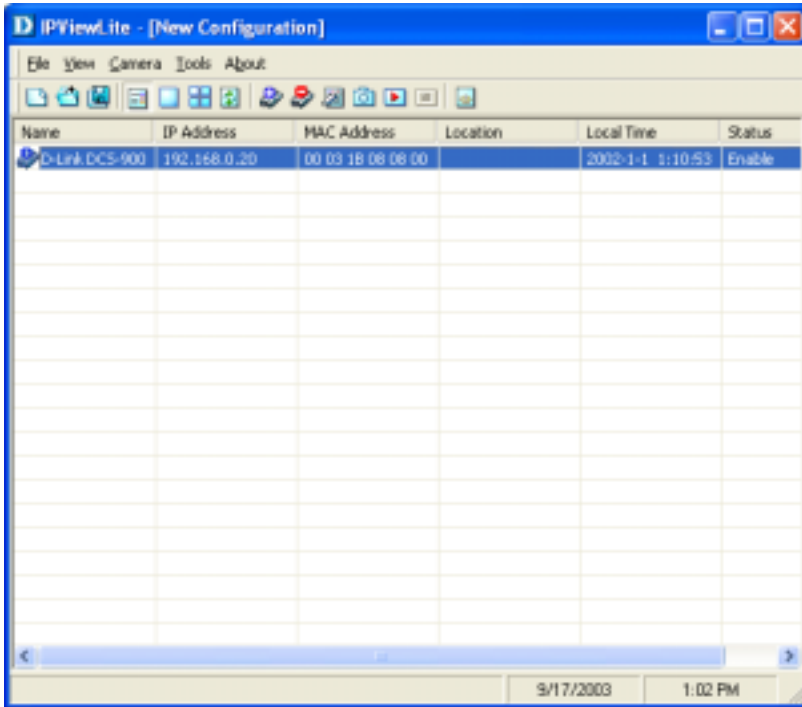 D IPViewLite - [New Configuration]
File View Camera Tools About
Name IP Address MAC Address Location Local Time Status
D-Link DCS-900 192.168.0.20 00 03 1B 08 08 00 2002-1-1 1:10:53 Enable
9/17/2003 1:02 PM